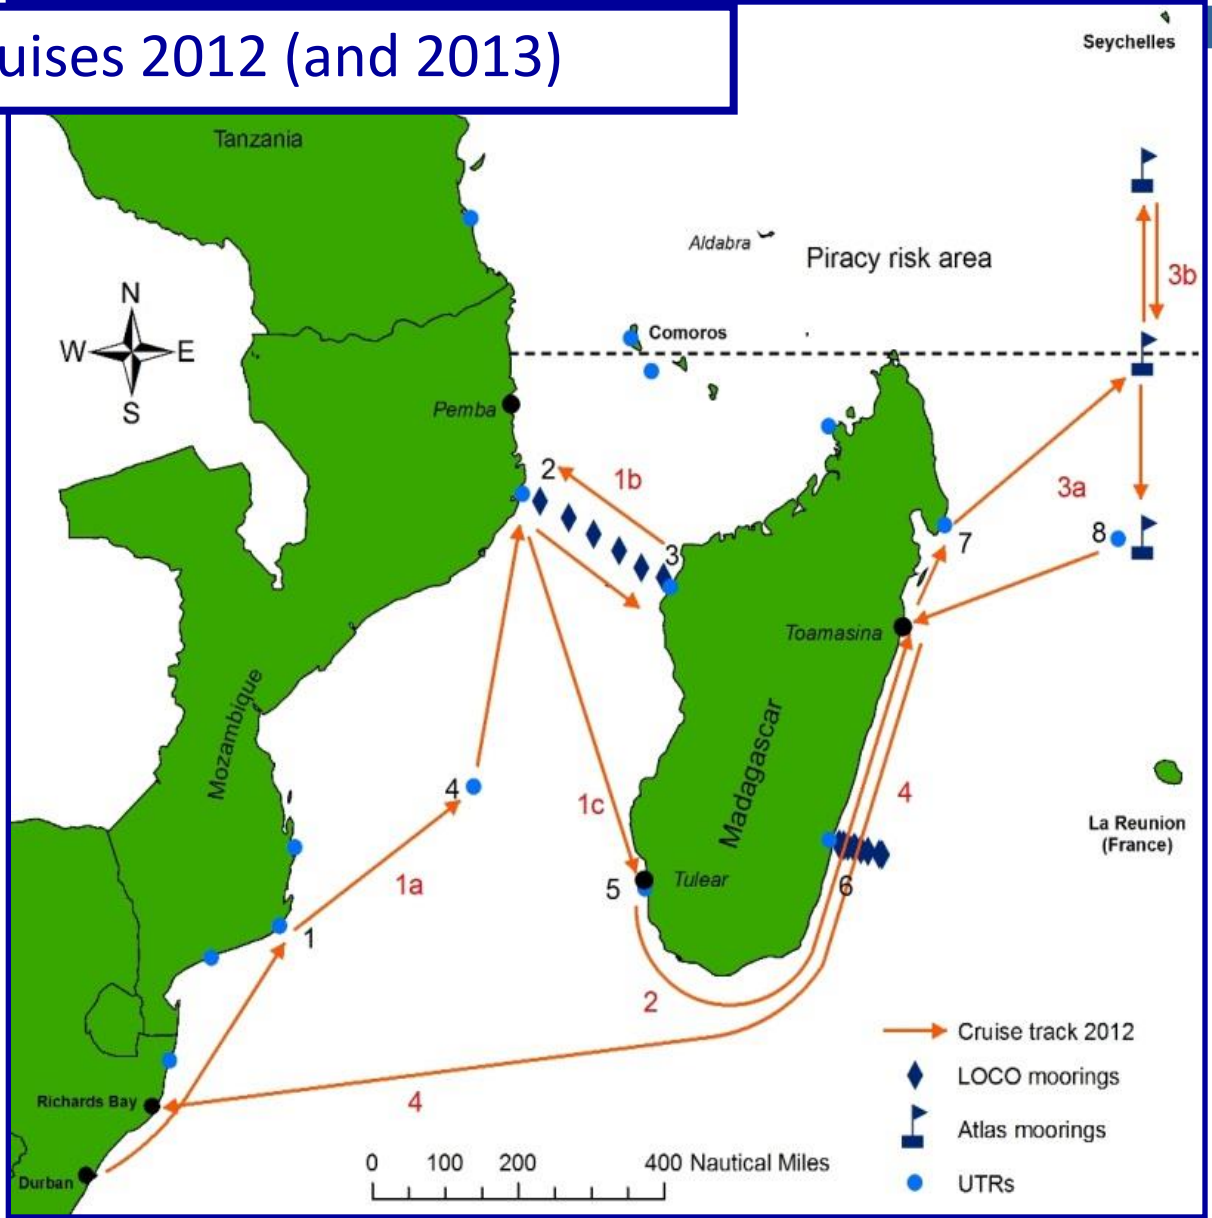 uises 2012 (and 2013)
Seychelles
Tanzania
Aldabra
Piracy risk area
3b
N
W E
S
Comoros
Pemba
2
1b
3a
3
8
7
Toamasina
Mozambique
Madagascar
4
1c
4
La Reunion
(France)
1a
5
Tulear
6
1
2
Cruise track 2012
LOCO moorings
Richards Bay
4
Atlas moorings
0 100 200 400 Nautical Miles
Durban
UTRs